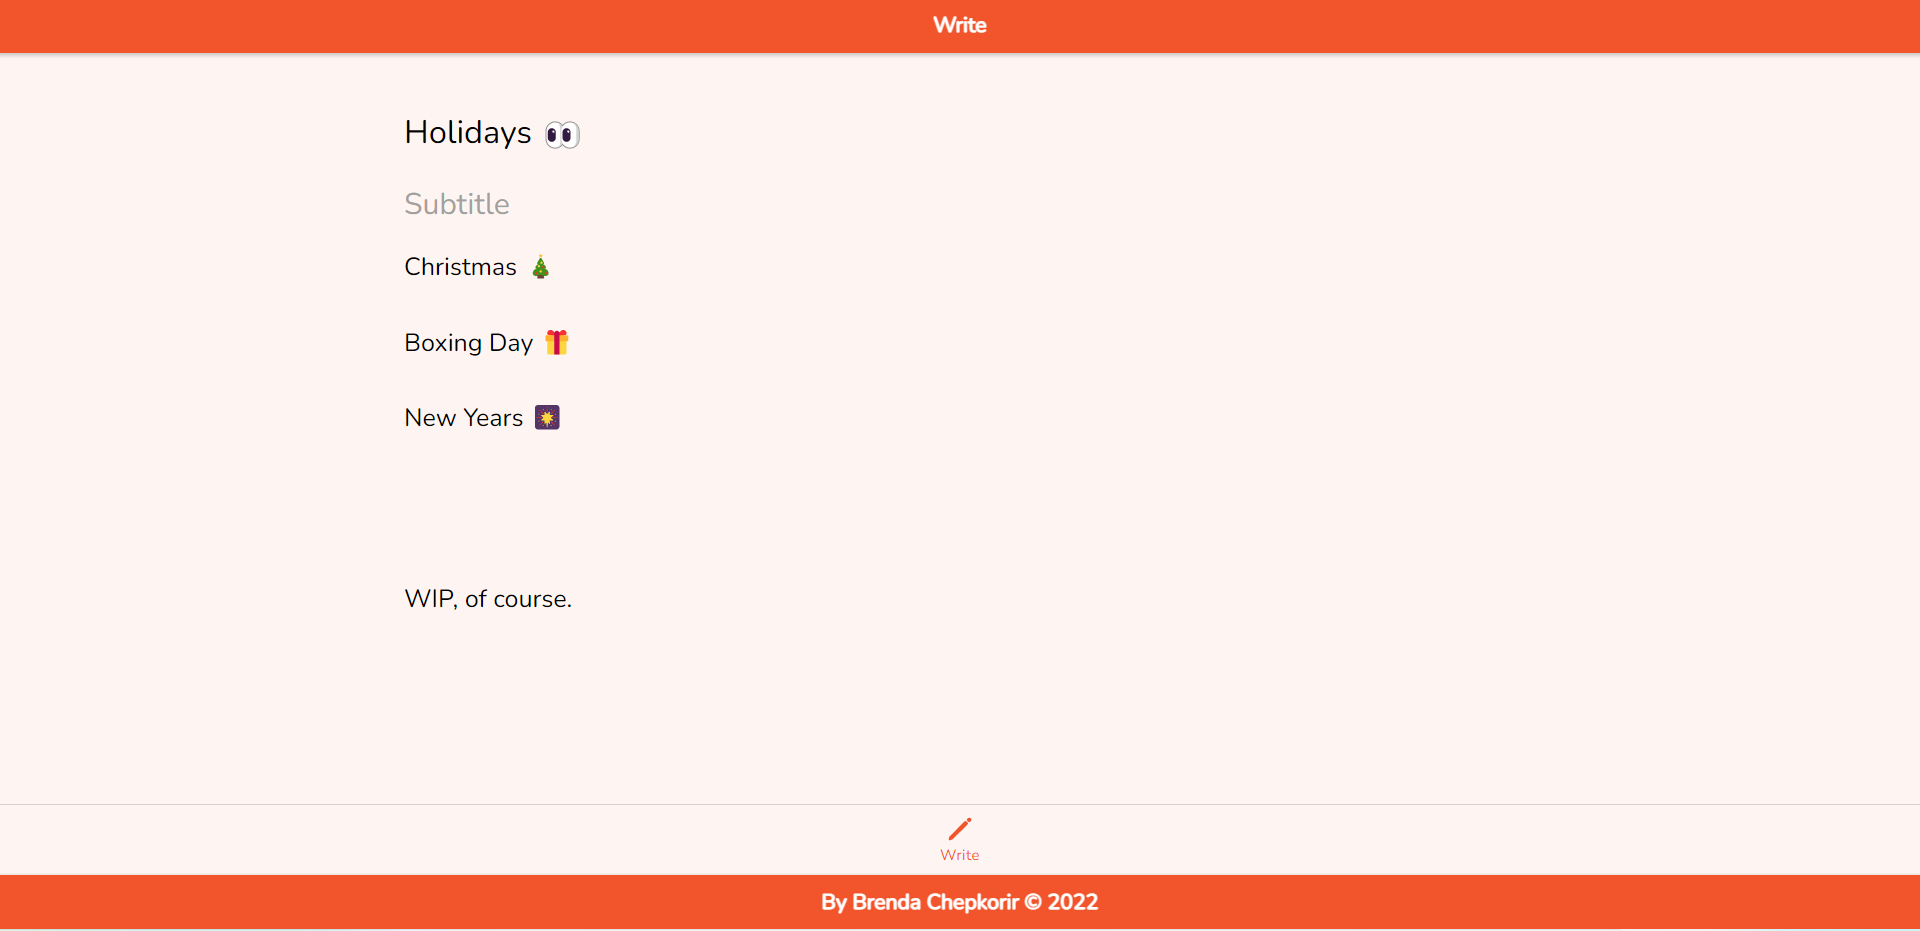 Write
Holidays 👀
Subtitle
Christmas 🎄
Boxing Day 🎁
New Years 🎆
WIP, of course.
Write
By Brenda Chepkorir © 2022